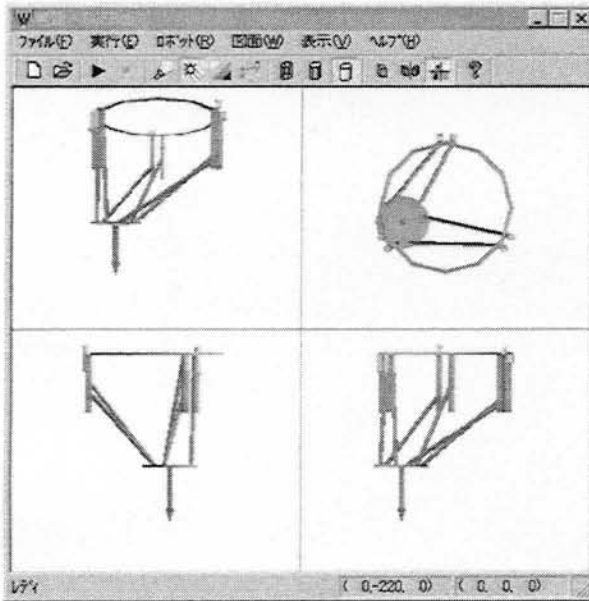 W
ファイル(F) 実行(E) ロボット(R) 図面(W) 表示(V) ヘルプ(H)
レディ ( 0,-220, 0) ( 0, 0, 0)